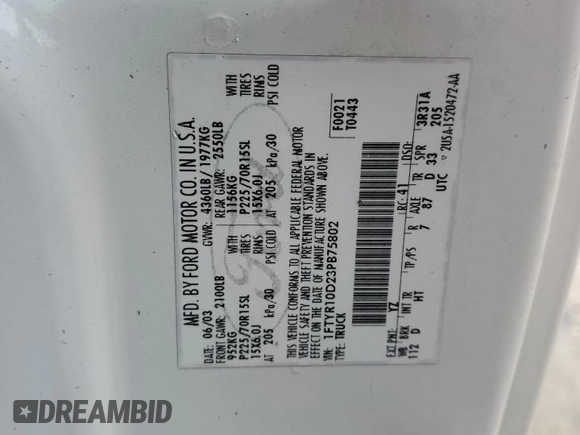 MFD. BY FORD MOTOR CO. IN U.S.A.
DATE: 06/03 GVWR: 4360LB / 1977KG
FRONT GAWR: 2100LB REAR GAWR: 2550LB
952KG WITH 1156KG WITH
P225/70R15SL TIRES P225/70R15SL TIRES
15X6.0J RIMS 15X6.0J RIMS
AT 205 kPa/30 PSI COLD AT 205 kPa/30 PSI COLD
THIS VEHICLE CONFORMS TO ALL APPLICABLE FEDERAL MOTOR
VEHICLE SAFETY AND THEFT PREVENTION STANDARDS IN
EFFECT ON THE DATE OF MANUFACTURE SHOWN ABOVE.
VIN: 1FTYR10D23PB75802 F0021
TYPE: TRUCK T0443
EXT PNT: YZ RC: 41 DSO:
WB BRK INT TR TP/PS R AXLE TR SPR 3R31A
112 D HT 7 87 D 33 205
UTC 2U5A-1520472-AA
Ford
DREAMBID